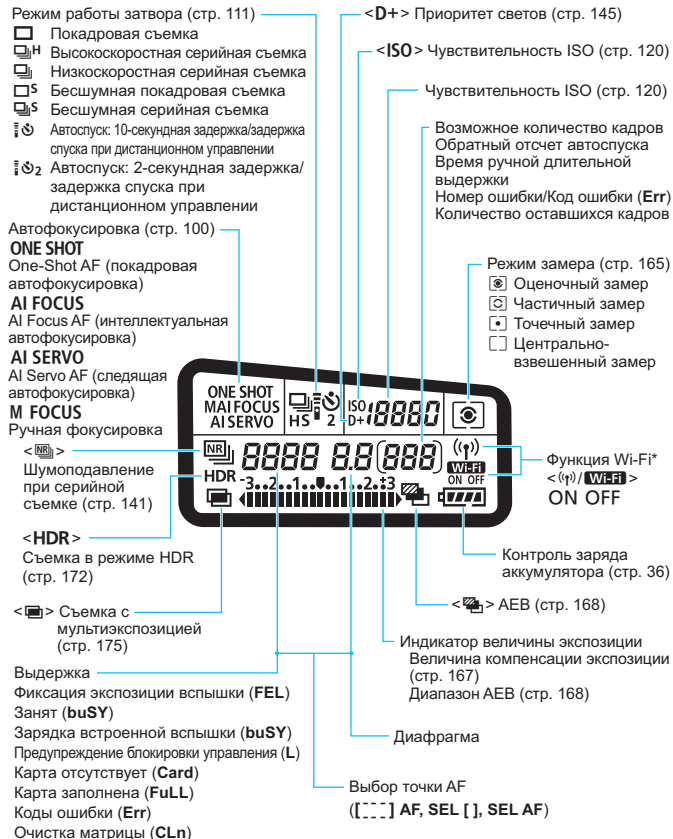 Режим работы затвора (стр. 111)
Покадровая съемка
H Высокоскоростная серийная съемка
Низкоскоростная серийная съемка
S Бесшумная покадровая съемка
S Бесшумная серийная съемка
Автоспуск: 10-секундная задержка/задержка
спуска при дистанционном управлении
2 Автоспуск: 2-секундная задержка/
задержка спуска при
дистанционном управлении
Автофокусировка (стр. 100)
ONE SHOT
One-Shot AF (покадровая
автофокусировка)
AI FOCUS
AI Focus AF (интеллектуальная
автофокусировка)
AI SERVO
AI Servo AF (следящая
автофокусировка)
M FOCUS
Ручная фокусировка
<NR>
Шумоподавление
при серийной
съемке (стр. 141)
<HDR>
Съемка в режиме HDR
(стр. 172)
< > Съемка с
мультиэкспозицией
(стр. 175)
Выдержка
Фиксация экспозиции вспышки (FEL)
Занят (buSY)
Зарядка встроенной вспышки (buSY)
Предупреждение блокировки управления (L)
Карта отсутствует (Card)
Карта заполнена (FuLL)
Коды ошибки (Err)
Очистка матрицы (CLn)
<D+> Приоритет светов (стр. 145)
<ISO> Чувствительность ISO (стр. 120)
Чувствительность ISO (стр. 120)
Возможное количество кадров
Обратный отсчет автоспуска
Время ручной длительной
выдержки
Номер ошибки/Код ошибки (Err)
Количество оставшихся кадров
Режим замера (стр. 165)
Оценочный замер
Частичный замер
Точечный замер
Центрально-
взвешенный замер
ONE SHOT
MAI FOCUS
AI SERVO
HS 2
ISO
D+
18880
NR
8888 8.8 (888)
Wi-Fi
ON OFF
HDR
-3..2..1..0..1..2.+3
Функция Wi-Fi*
< / Wi-Fi >
ON OFF
Контроль заряда
аккумулятора (стр. 36)
< > AEB (стр. 168)
Индикатор величины экспозиции
Величина компенсации экспозиции
(стр. 167)
Диапазон AEB (стр. 168)
Диафрагма
Выбор точки AF
([---] AF, SEL [ ], SEL AF)